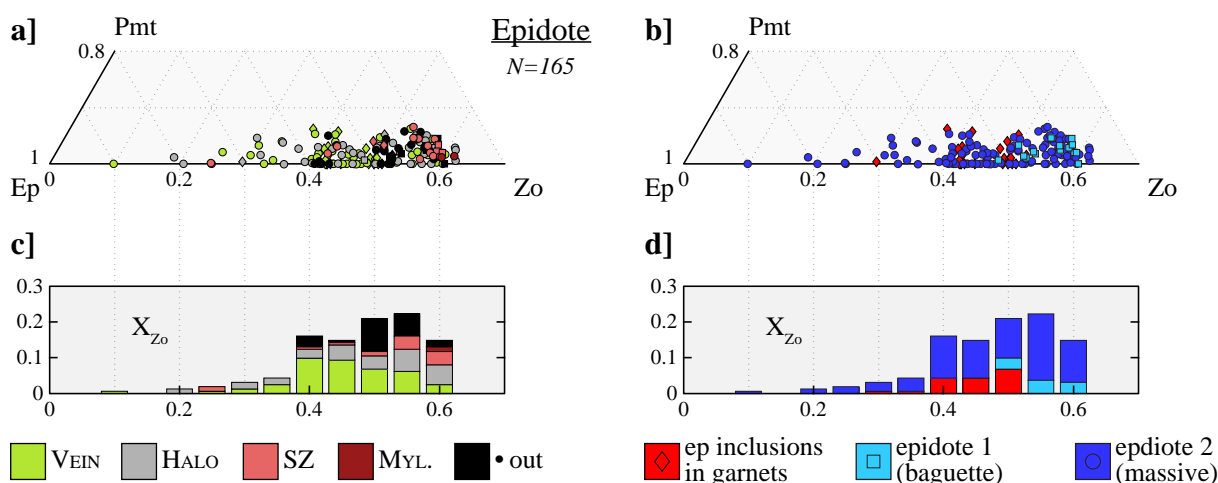 a]
Pmt
0.8
Epidote
N=165
1
Ep
0 0.2 0.4 0.6
Zo
b]
Pmt
0.8
1
Ep
0 0.2 0.4 0.6
Zo
c]
0.3
0.2
0.1
0
X Zo
0 0.2 0.4 0.6
d]
0.3
0.2
0.1
0
X Zo
0 0.2 0.4 0.6
VEIN HALO SZ MYL. • out
ep inclusions
in garnets
epidote 1
(baguette)
epdiote 2
(massive)